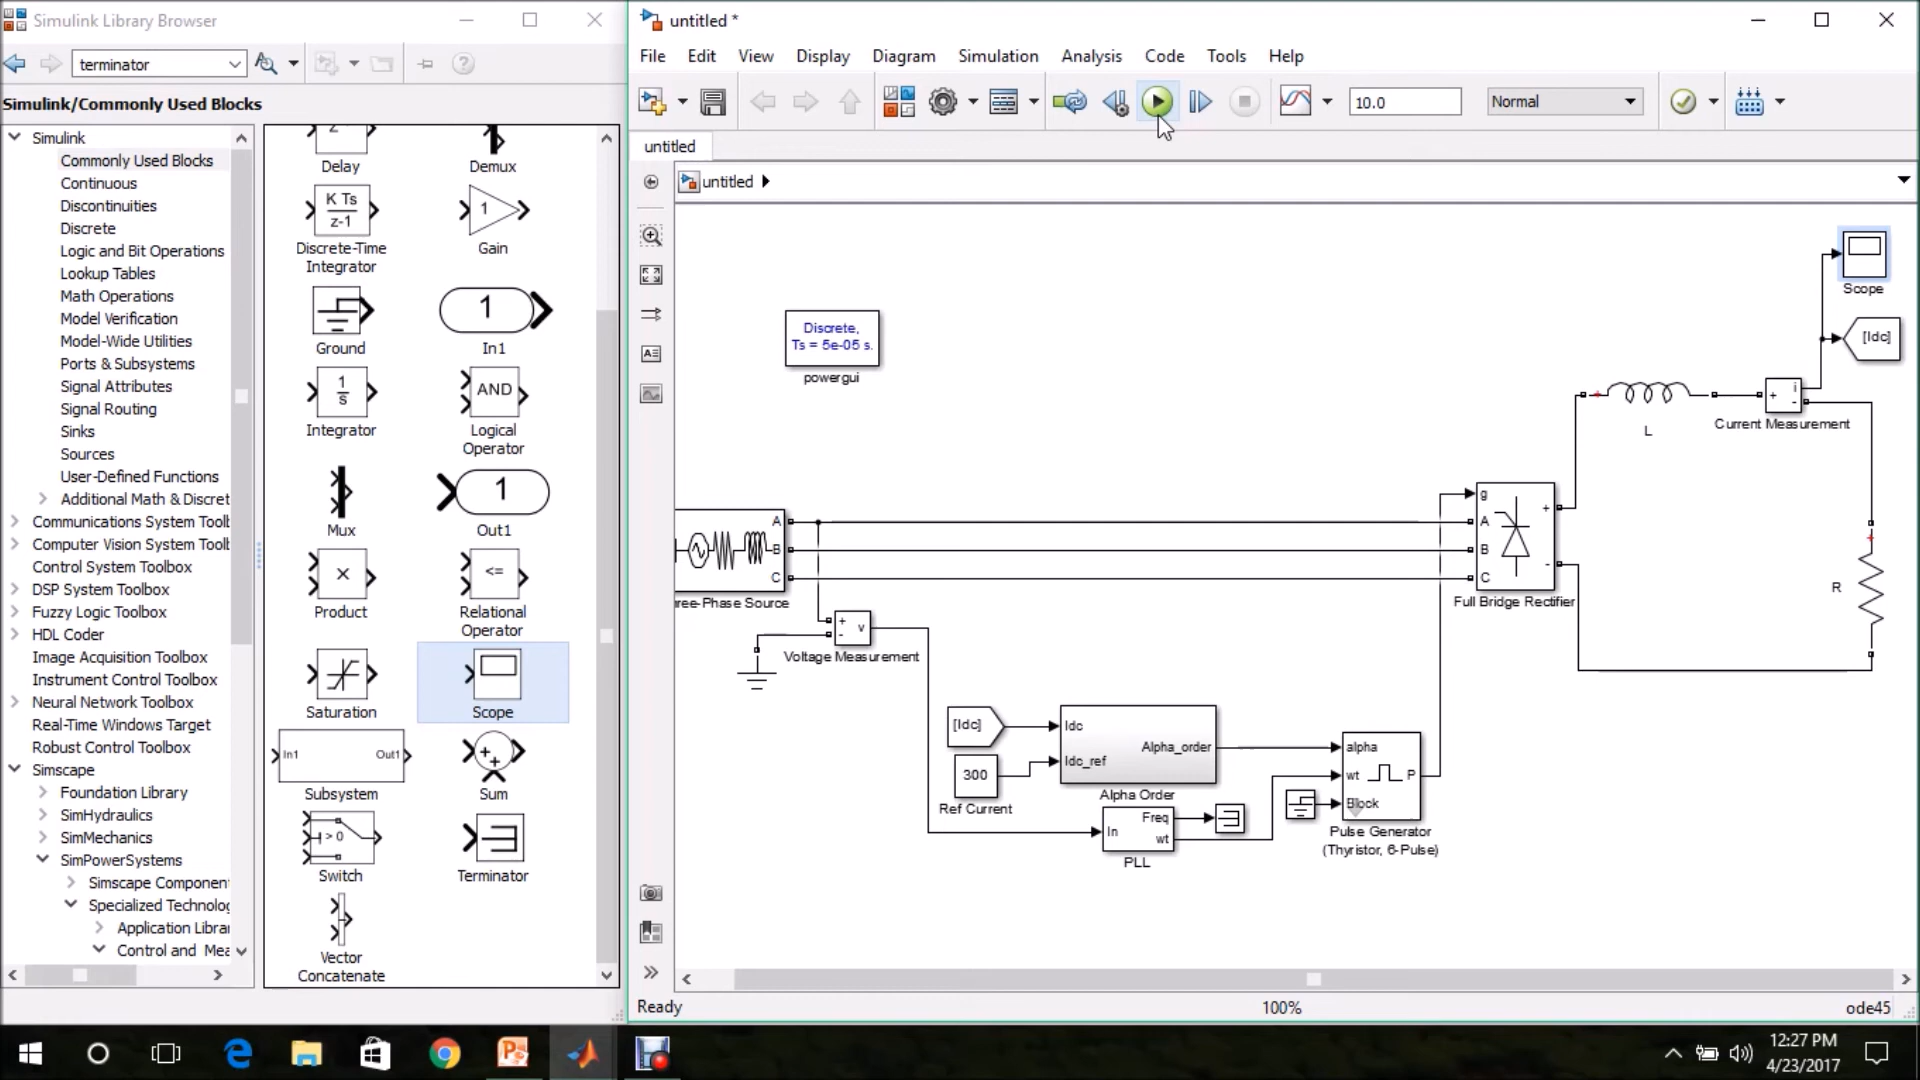 Simulink Library Browser
terminator
Simulink/Commonly Used Blocks
Simulink
Commonly Used Blocks
Continuous
Discontinuities
Discrete
Logic and Bit Operations
Lookup Tables
Math Operations
Model Verification
Model-Wide Utilities
Ports & Subsystems
Signal Attributes
Signal Routing
Sinks
Sources
User-Defined Functions
Additional Math & Discret
Communications System Toolb
Computer Vision System Toolb
Control System Toolbox
DSP System Toolbox
Fuzzy Logic Toolbox
HDL Coder
Image Acquisition Toolbox
Instrument Control Toolbox
Neural Network Toolbox
Real-Time Windows Target
Robust Control Toolbox
Simscape
Foundation Library
SimHydraulics
SimMechanics
SimPowerSystems
Simscape Componen
Specialized Technolog
Application Librar
Control and Mea
Delay
Demux
K Ts
z-1
Discrete-Time
Integrator
1
Gain
Ground
1
In1
1
s
Integrator
AND
Logical
Operator
Mux
1
Out1
×
Product
<=
Relational
Operator
Saturation
Scope
In1 Out1
Subsystem
+
+
Sum
> 0
Switch
Terminator
Vector
Concatenate
untitled *
File Edit View Display Diagram Simulation Analysis Code Tools Help
10.0
Normal
untitled
untitled
Discrete,
Ts = 5e-05 s.
powergui
Scope
[Idc]
i
+
-
Current Measurement
L
R
g
A
B
C
+
-
Full Bridge Rectifier
A
B
C
ree-Phase Source
+
-
v
Voltage Measurement
[Idc]
300
Ref Current
Idc
Idc_ref
Alpha_order
Alpha Order
In
Freq
wt
PLL
alpha
wt
Block
P
Pulse Generator
(Thyristor, 6-Pulse)
Ready
100%
ode45
12:27 PM
4/23/2017